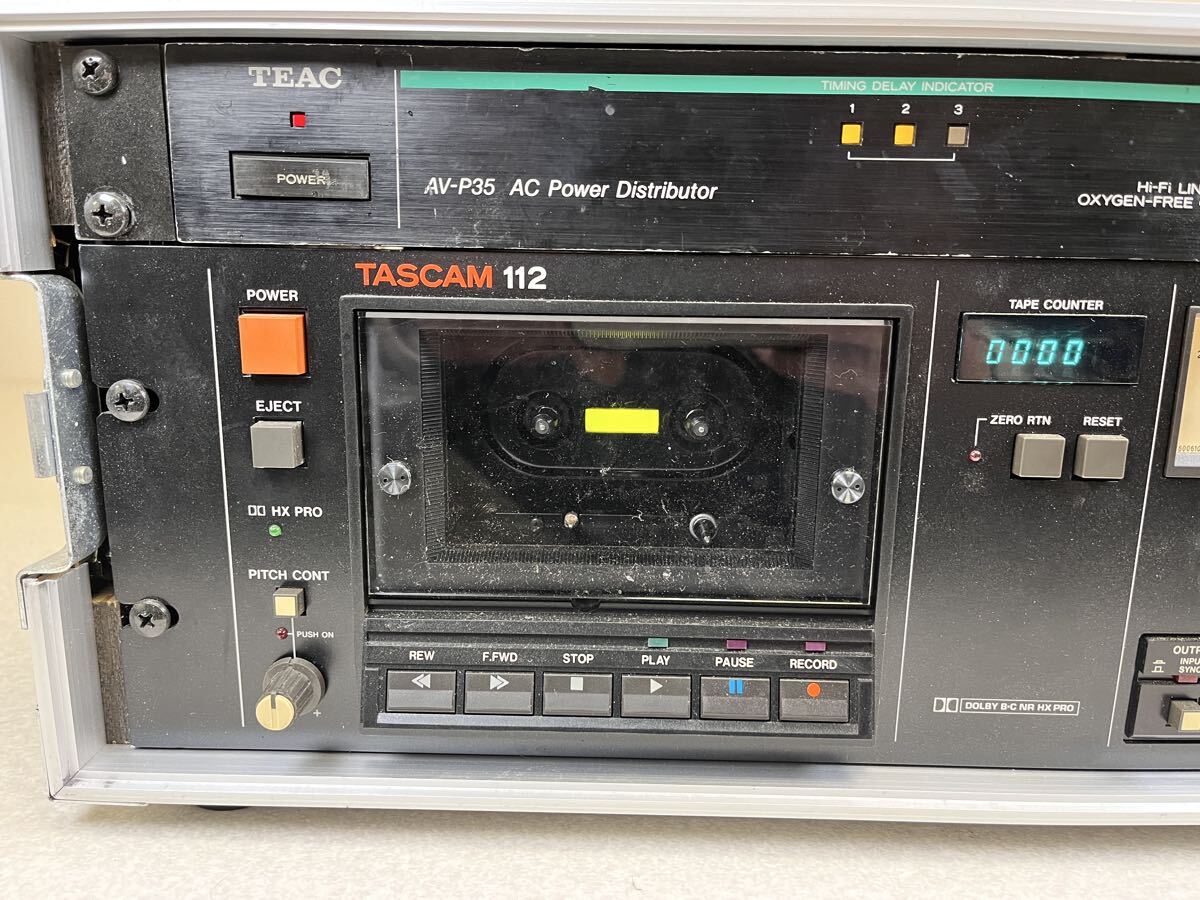 TEAC
POWER
TIMING DELAY INDICATOR
1 2 3
AV-P35 AC Power Distributor
Hi-Fi LIN
OXYGEN-FREE
TASCAM 112
POWER
EJECT
HX PRO
PITCH CONT
PUSH ON
+
REW F.FWD STOP PLAY PAUSE RECORD
TAPE COUNTER
0000
ZERO RTN RESET
DOLBY B·C NR HX PRO
OUTP
INPU
SYNC